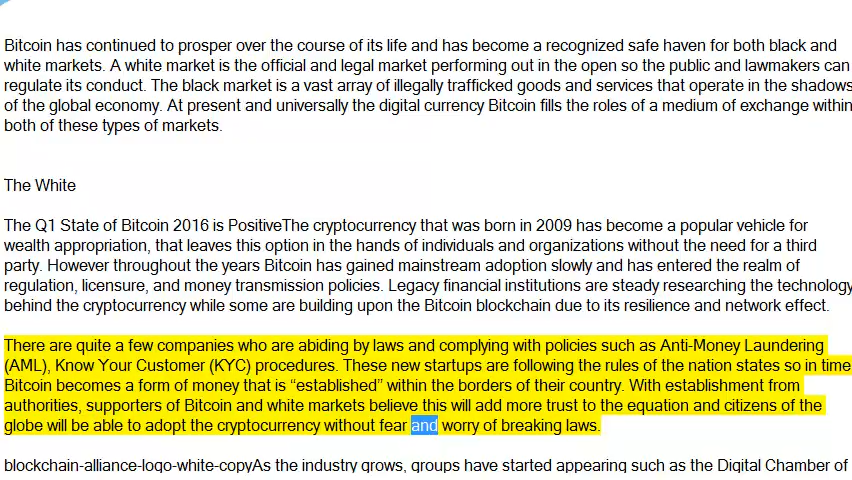 Bitcoin has continued to prosper over the course of its life and has become a recognized safe haven for both black and
white markets. A white market is the official and legal market performing out in the open so the public and lawmakers can
regulate its conduct. The black market is a vast array of illegally trafficked goods and services that operate in the shadows
of the global economy. At present and universally the digital currency Bitcoin fills the roles of a medium of exchange within
both of these types of markets.
The White
The Q1 State of Bitcoin 2016 is PositiveThe cryptocurrency that was born in 2009 has become a popular vehicle for
wealth appropriation, that leaves this option in the hands of individuals and organizations without the need for a third
party. However throughout the years Bitcoin has gained mainstream adoption slowly and has entered the realm of
regulation, licensure, and money transmission policies. Legacy financial institutions are steady researching the technology
behind the cryptocurrency while some are building upon the Bitcoin blockchain due to its resilience and network effect.
There are quite a few companies who are abiding by laws and complying with policies such as Anti-Money Laundering
(AML), Know Your Customer (KYC) procedures. These new startups are following the rules of the nation states so in time
Bitcoin becomes a form of money that is “established” within the borders of their country. With establishment from
authorities, supporters of Bitcoin and white markets believe this will add more trust to the equation and citizens of the
globe will be able to adopt the cryptocurrency without fear and worry of breaking laws.
blockchain-alliance-logo-white-copyAs the industry grows, groups have started appearing such as the Digital Chamber of